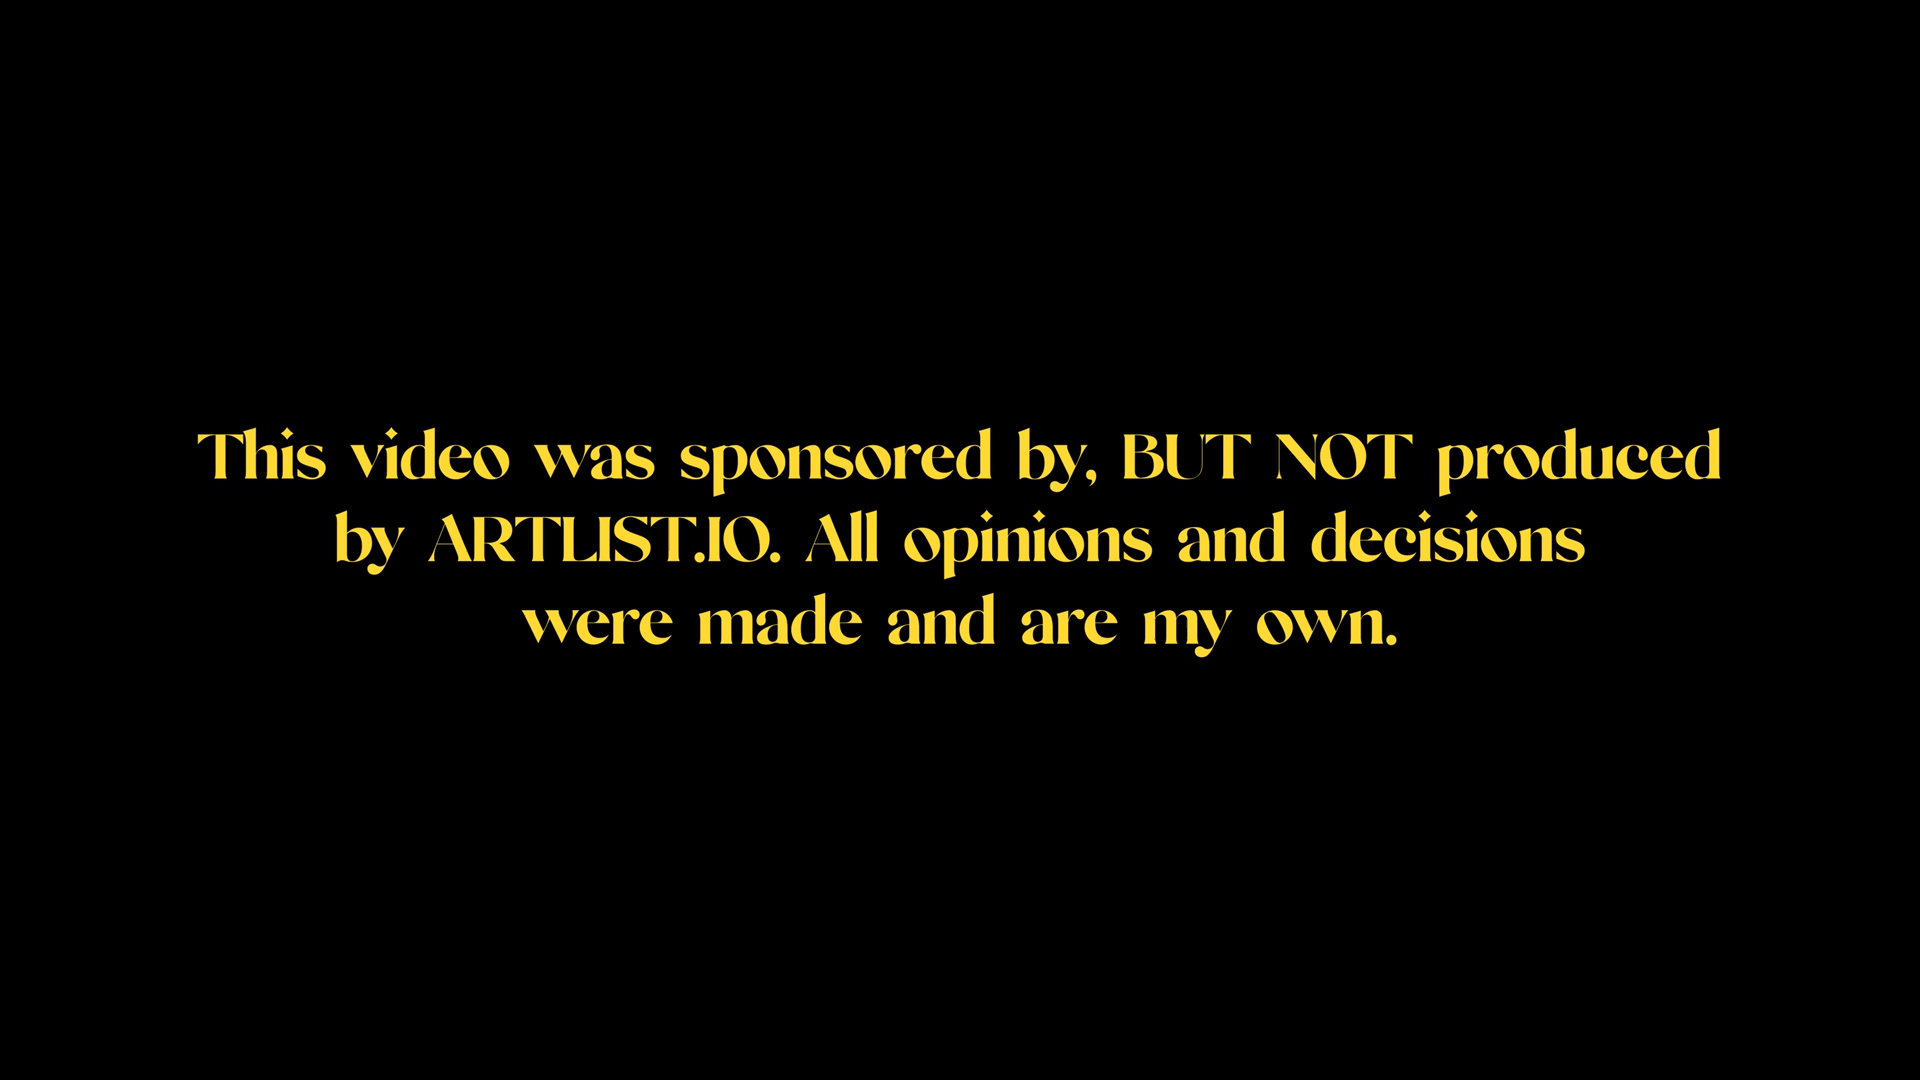 This video was sponsored by, BUT NOT produced
by ARTLIST.IO. All opinions and decisions
were made and are my own.